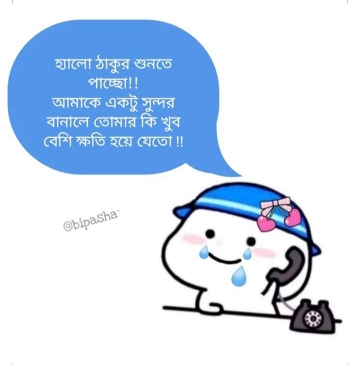 হ্যালো ঠাকুর শুনতে
পাচ্ছো!!
আমাকে একটু সুন্দর
বানালে তোমার কি খুব
বেশি ক্ষতি হয়ে যেতো !!
@bipasha